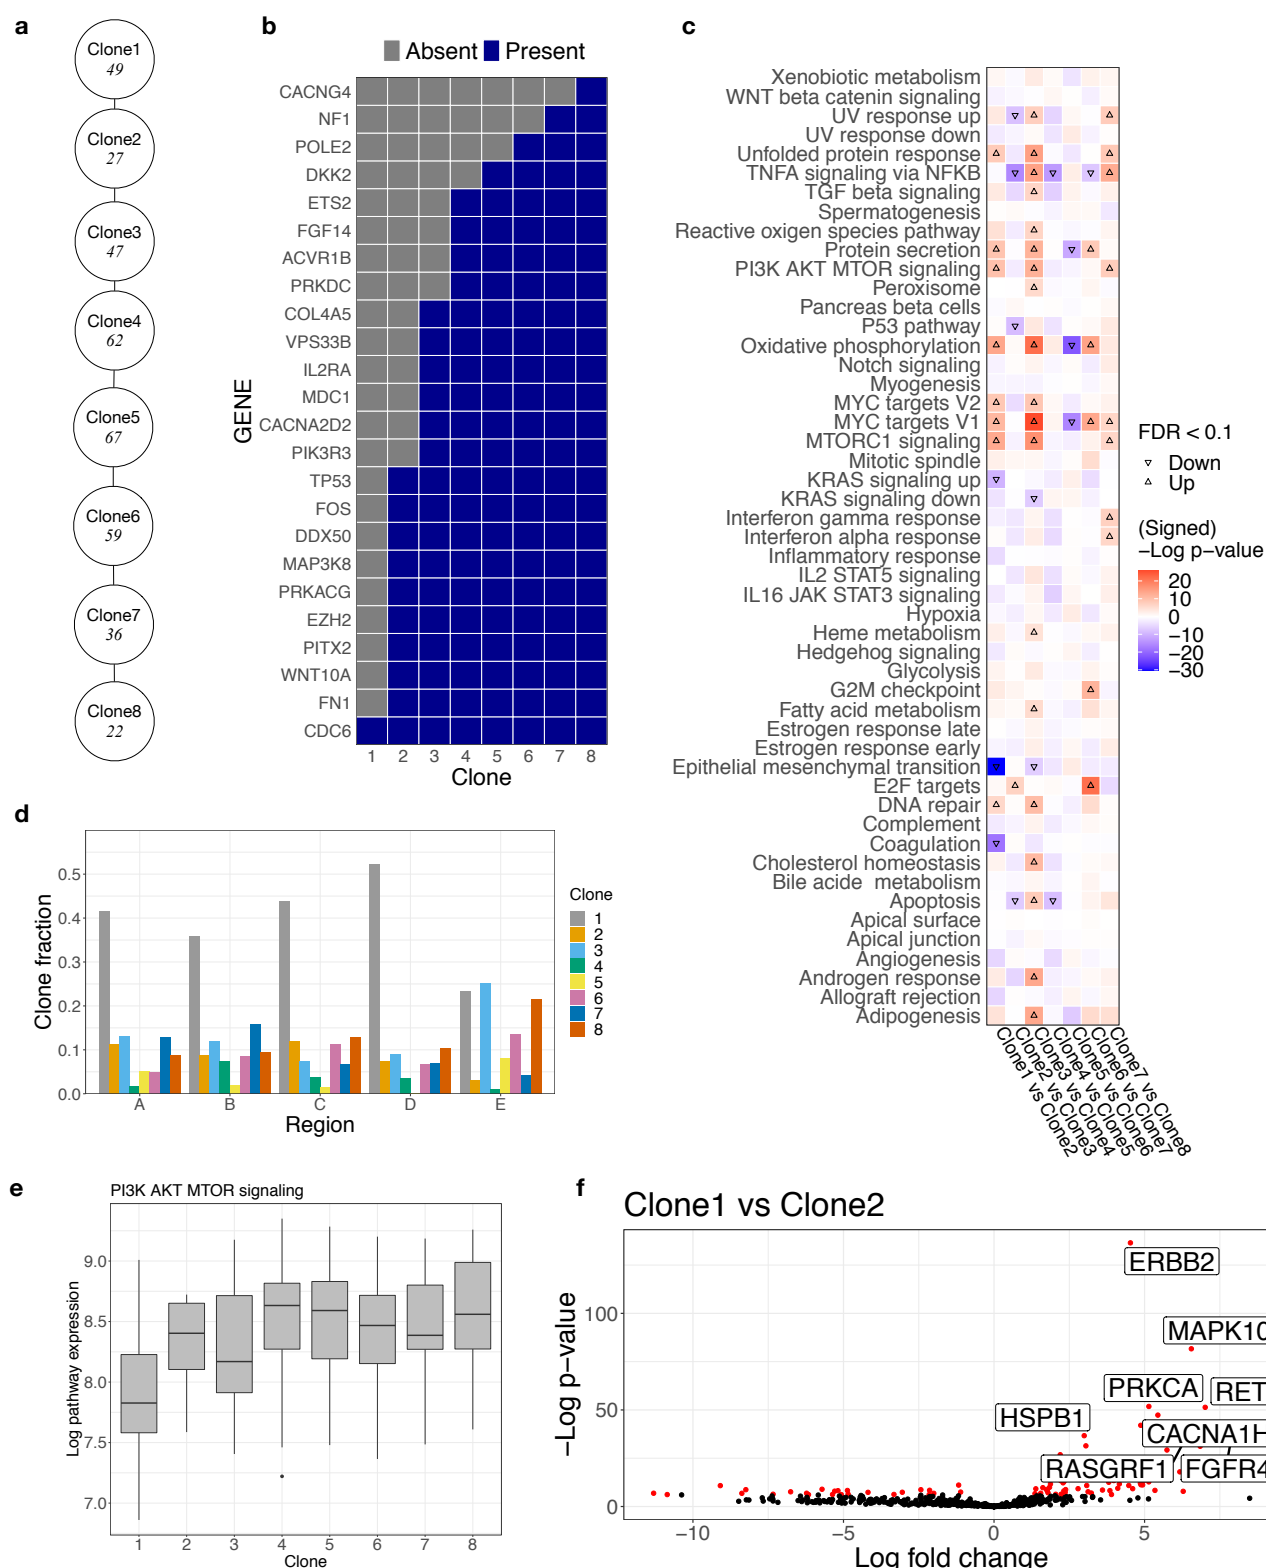 a
Clone1
49
Clone2
27
Clone3
47
Clone4
62
Clone5
67
Clone6
59
Clone7
36
Clone8
22
b
Absent Present
GENE
CACNG4
NF1
POLE2
DKK2
ETS2
FGF14
ACVR1B
PRKDC
COL4A5
VPS33B
IL2RA
MDC1
CACNA2D2
PIK3R3
TP53
FOS
DDX50
MAP3K8
PRKACG
EZH2
PITX2
WNT10A
FN1
CDC6
1 2 3 4 5 6 7 8
Clone
c
Xenobiotic metabolism
WNT beta catenin signaling
UV response up
UV response down
Unfolded protein response
TNFA signaling via NFKB
TGF beta signaling
Spermatogenesis
Reactive oxigen species pathway
Protein secretion
PI3K AKT MTOR signaling
Peroxisome
Pancreas beta cells
P53 pathway
Oxidative phosphorylation
Notch signaling
Myogenesis
MYC targets V2
MYC targets V1
MTORC1 signaling
Mitotic spindle
KRAS signaling up
KRAS signaling down
Interferon gamma response
Interferon alpha response
Inflammatory response
IL2 STAT5 signaling
IL16 JAK STAT3 signaling
Hypoxia
Heme metabolism
Hedgehog signaling
Glycolysis
G2M checkpoint
Fatty acid metabolism
Estrogen response late
Estrogen response early
Epithelial mesenchymal transition
E2F targets
DNA repair
Complement
Coagulation
Cholesterol homeostasis
Bile acide metabolism
Apoptosis
Apical surface
Apical junction
Angiogenesis
Androgen response
Allograft rejection
Adipogenesis
Clone1 vs Clone2
Clone2 vs Clone3
Clone3 vs Clone4
Clone4 vs Clone5
Clone5 vs Clone6
Clone6 vs Clone7
Clone7 vs Clone8
FDR < 0.1
Down
Up
(Signed)
−Log p−value
20
10
0
−10
−20
−30
d
Clone fraction
0.5
0.4
0.3
0.2
0.1
0.0
A B C D E
Region
Clone
1
2
3
4
5
6
7
8
e
PI3K AKT MTOR signaling
Log pathway expression
9.0
8.5
8.0
7.5
7.0
1 2 3 4 5 6 7 8
Clone
f
Clone1 vs Clone2
−Log p−value
100
50
0
ERBB2
MAPK10
PRKCA
RET
HSPB1
CACNA1H
RASGRF1
FGFR4
−10 −5 0 5
Log fold change